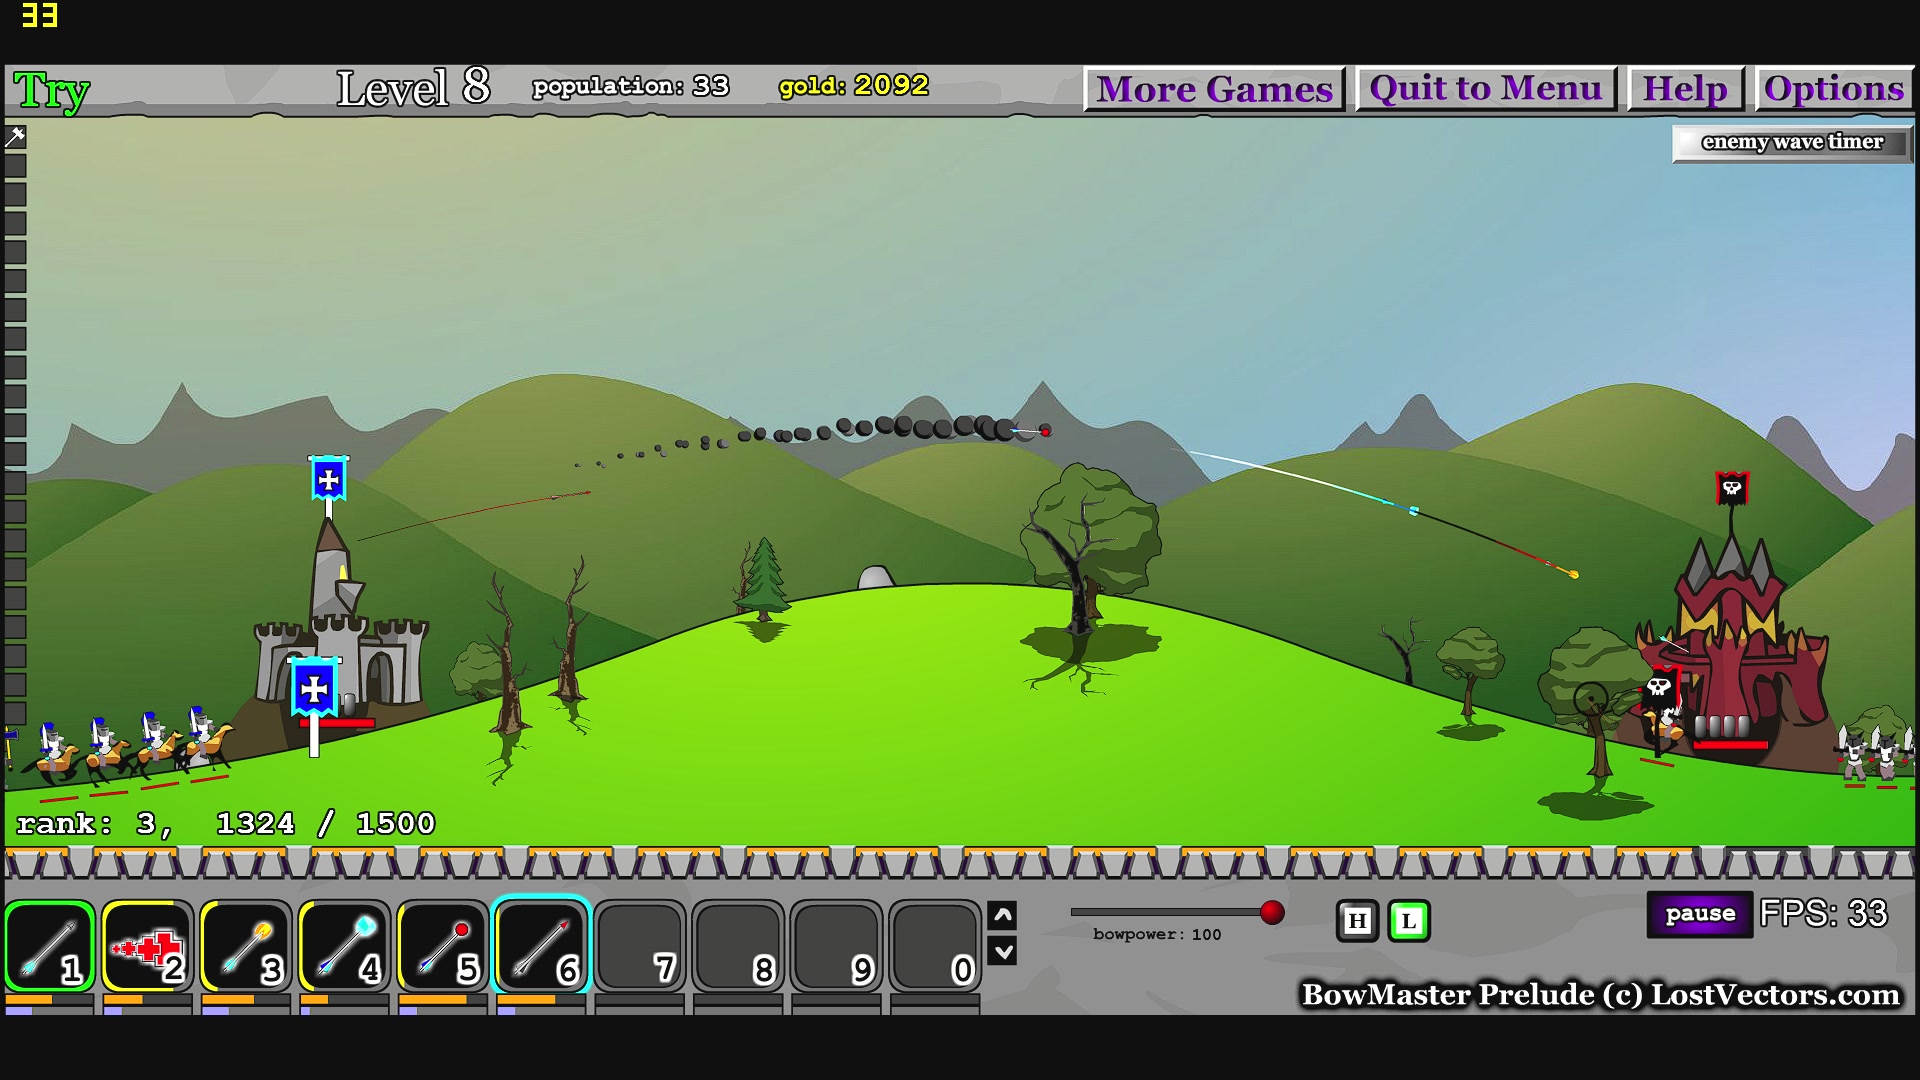 33
Try
Level 8
population: 33
gold: 2092
More Games
Quit to Menu
Help
Options
enemy wave timer
rank: 3, 1324 / 1500
1
2
3
4
5
6
7
8
9
0
bowpower: 100
H
L
pause
FPS: 33
BowMaster Prelude (c) LostVectors.com